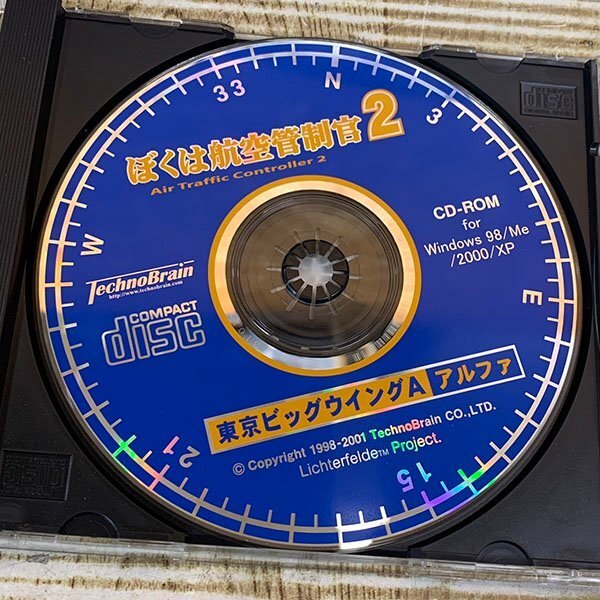 33
N
3
ぼくは航空管制官2
Air Traffic Controller 2
CD-ROM
for
Windows 98/Me
/2000/XP
W
E
TechnoBrain
http://www.technobrain.com
COMPACT
disc
東京ビッグウイングA アルファ
21
15
© Copyright 1998-2001 TechnoBrain CO.,LTD.
Lichterfelde™ Project.
disc